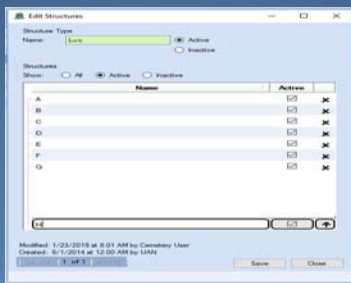 Edit Structures
Structure Type
Name:
Active
Inactive
Structures
Show: All Active Inactive
Name Active
A
B
C
D
E
F
G
H
Modified: 1/23/2019 at 8:01 AM by Cemetery User
Created: 6/1/2014 at 12:00 AM by UAN
1 of 1
Save Close